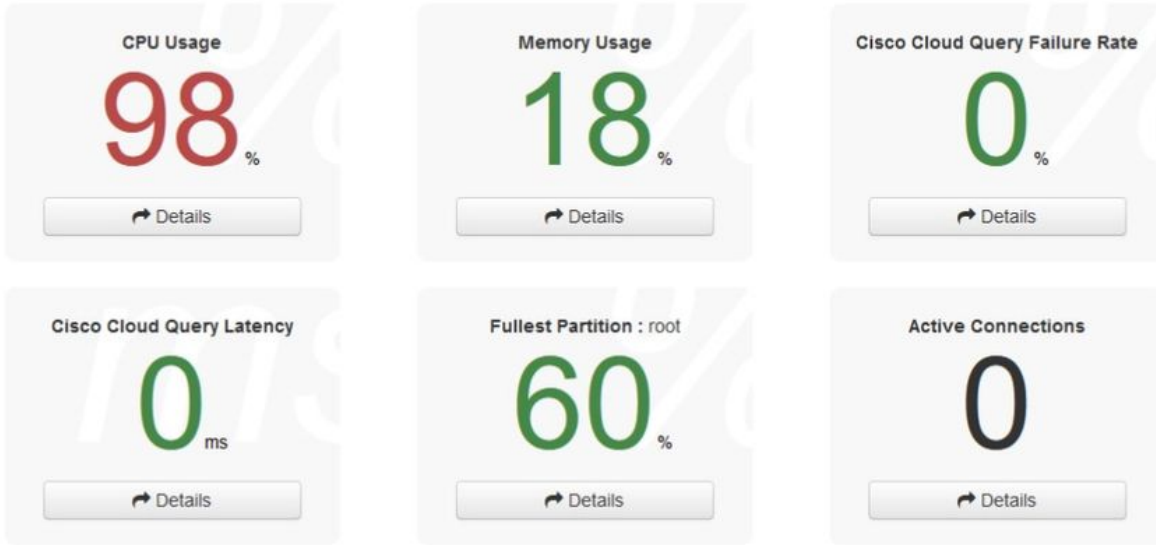 CPU Usage
98 %
Details
Memory Usage
18 %
Details
Cisco Cloud Query Failure Rate
0 %
Details
Cisco Cloud Query Latency
0 ms
Details
Fullest Partition : root
60 %
Details
Active Connections
0
Details